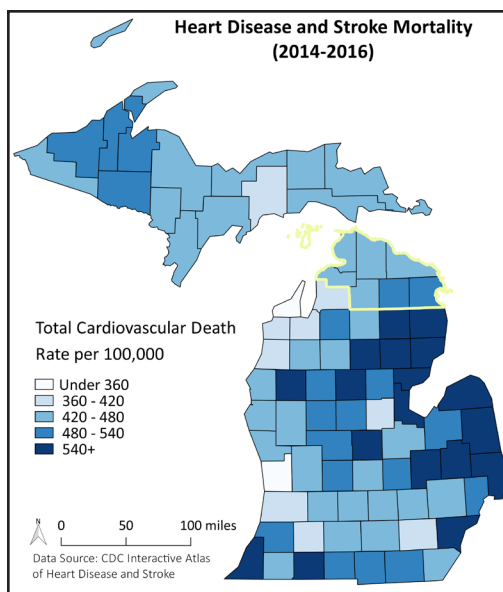 Heart Disease and Stroke Mortality
(2014-2016)
Total Cardiovascular Death
Rate per 100,000
Under 360
360 - 420
420 - 480
480 - 540
540+
N
0 50 100 miles
Data Source: CDC Interactive Atlas
of Heart Disease and Stroke